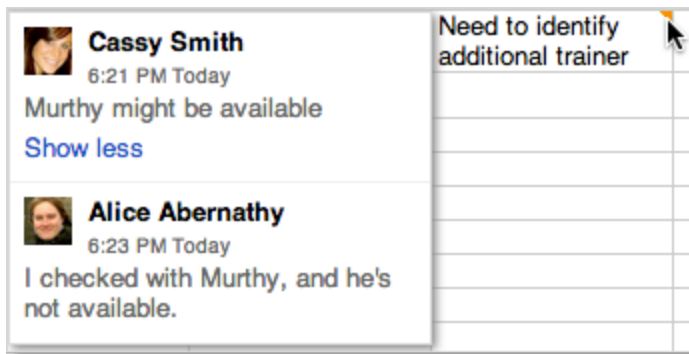 Cassy Smith
6:21 PM Today
Murthy might be available
Show less
Alice Abernathy
6:23 PM Today
I checked with Murthy, and he's
not available.
Need to identify
additional trainer